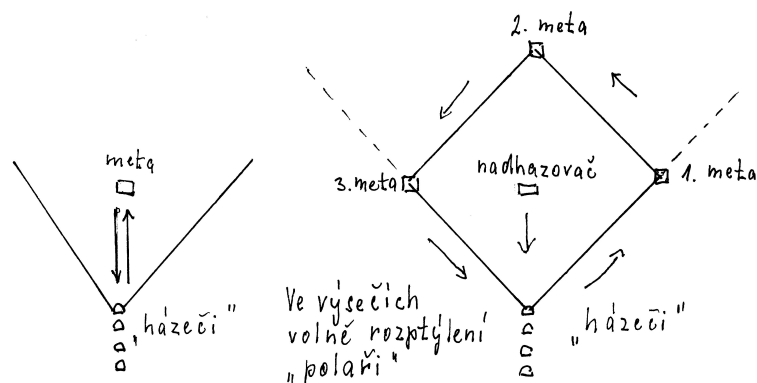 meta
„házeči"
2. meta
3. meta
nadhazovač
1. meta
Ve výsečích
volně rozptýlení
„polaři"
„házeči"